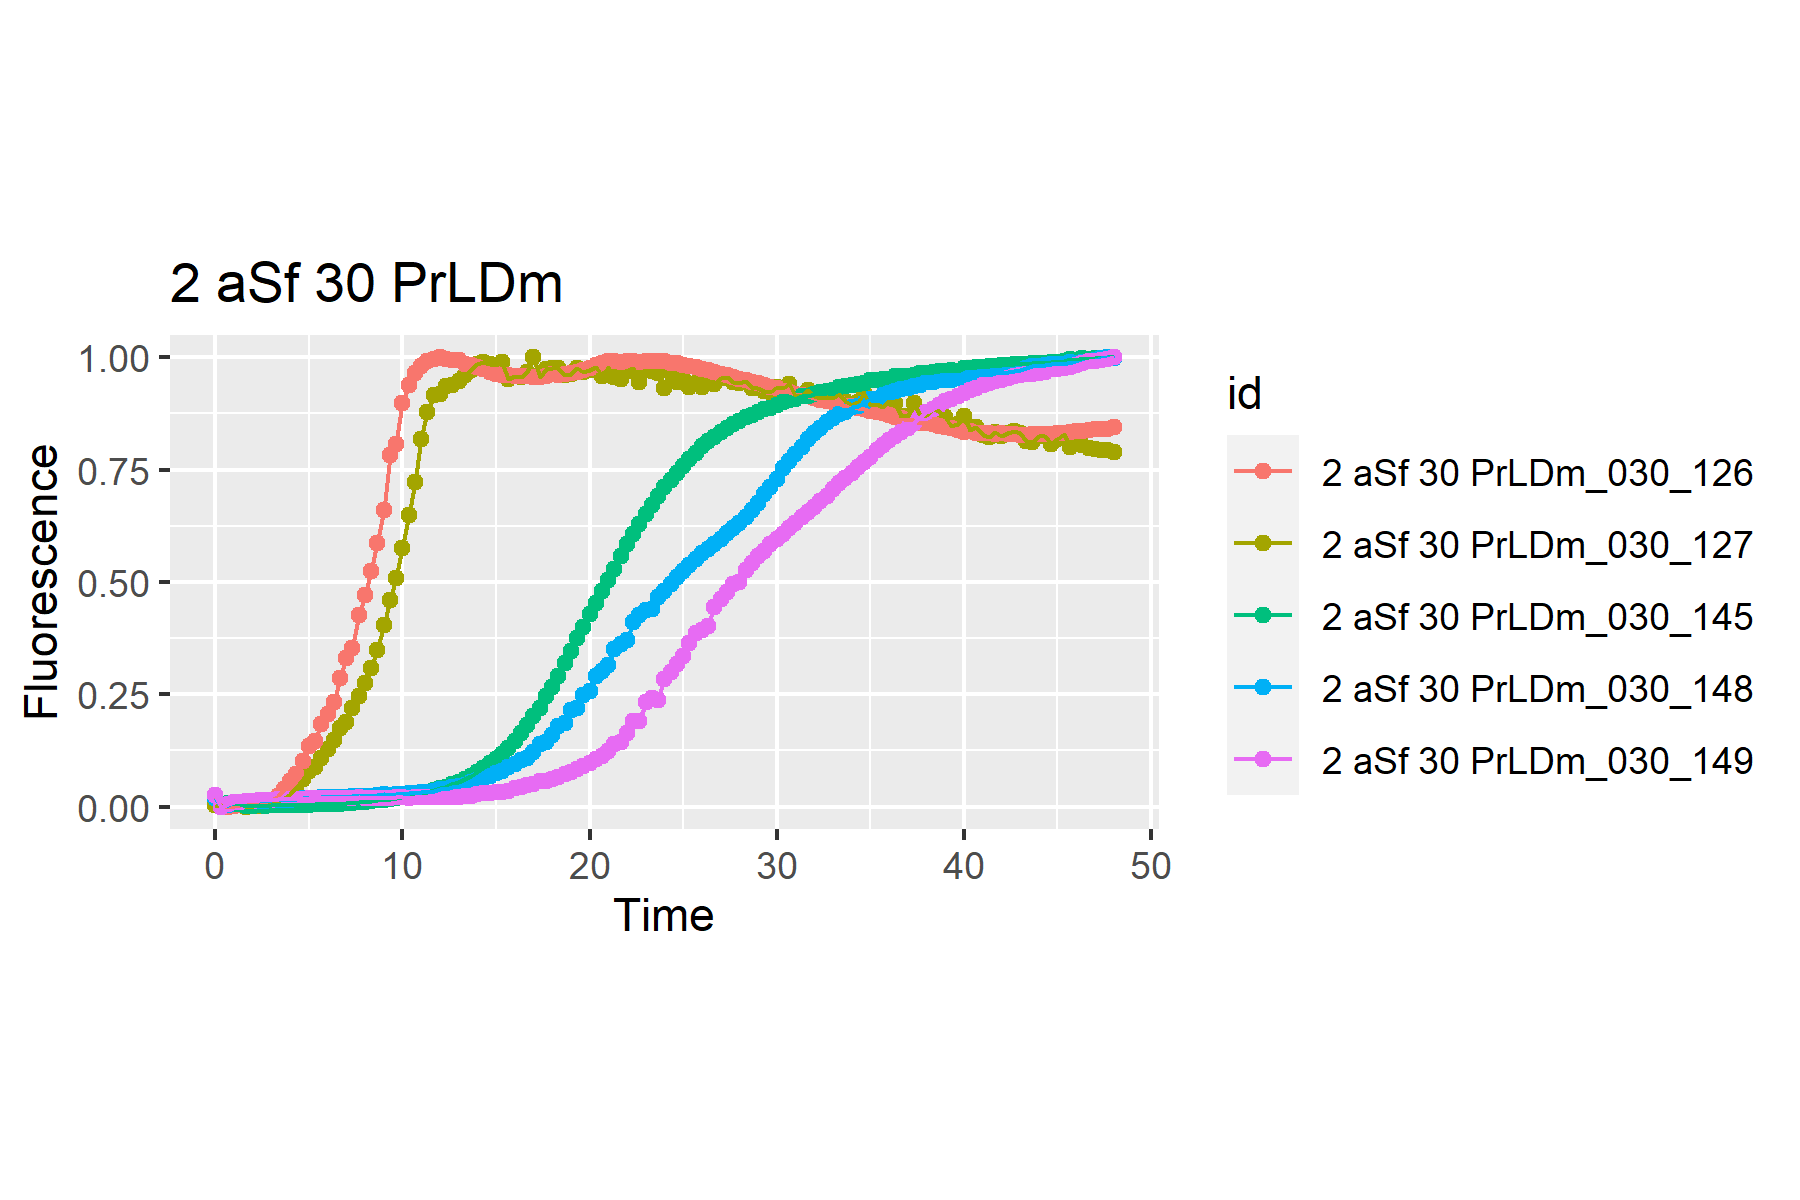 2 aSf 30 PrLDm
1.00
0.75
0.50
0.25
0.00
Fluorescence
0 10 20 30 40 50
Time
id
2 aSf 30 PrLDm_030_126
2 aSf 30 PrLDm_030_127
2 aSf 30 PrLDm_030_145
2 aSf 30 PrLDm_030_148
2 aSf 30 PrLDm_030_149